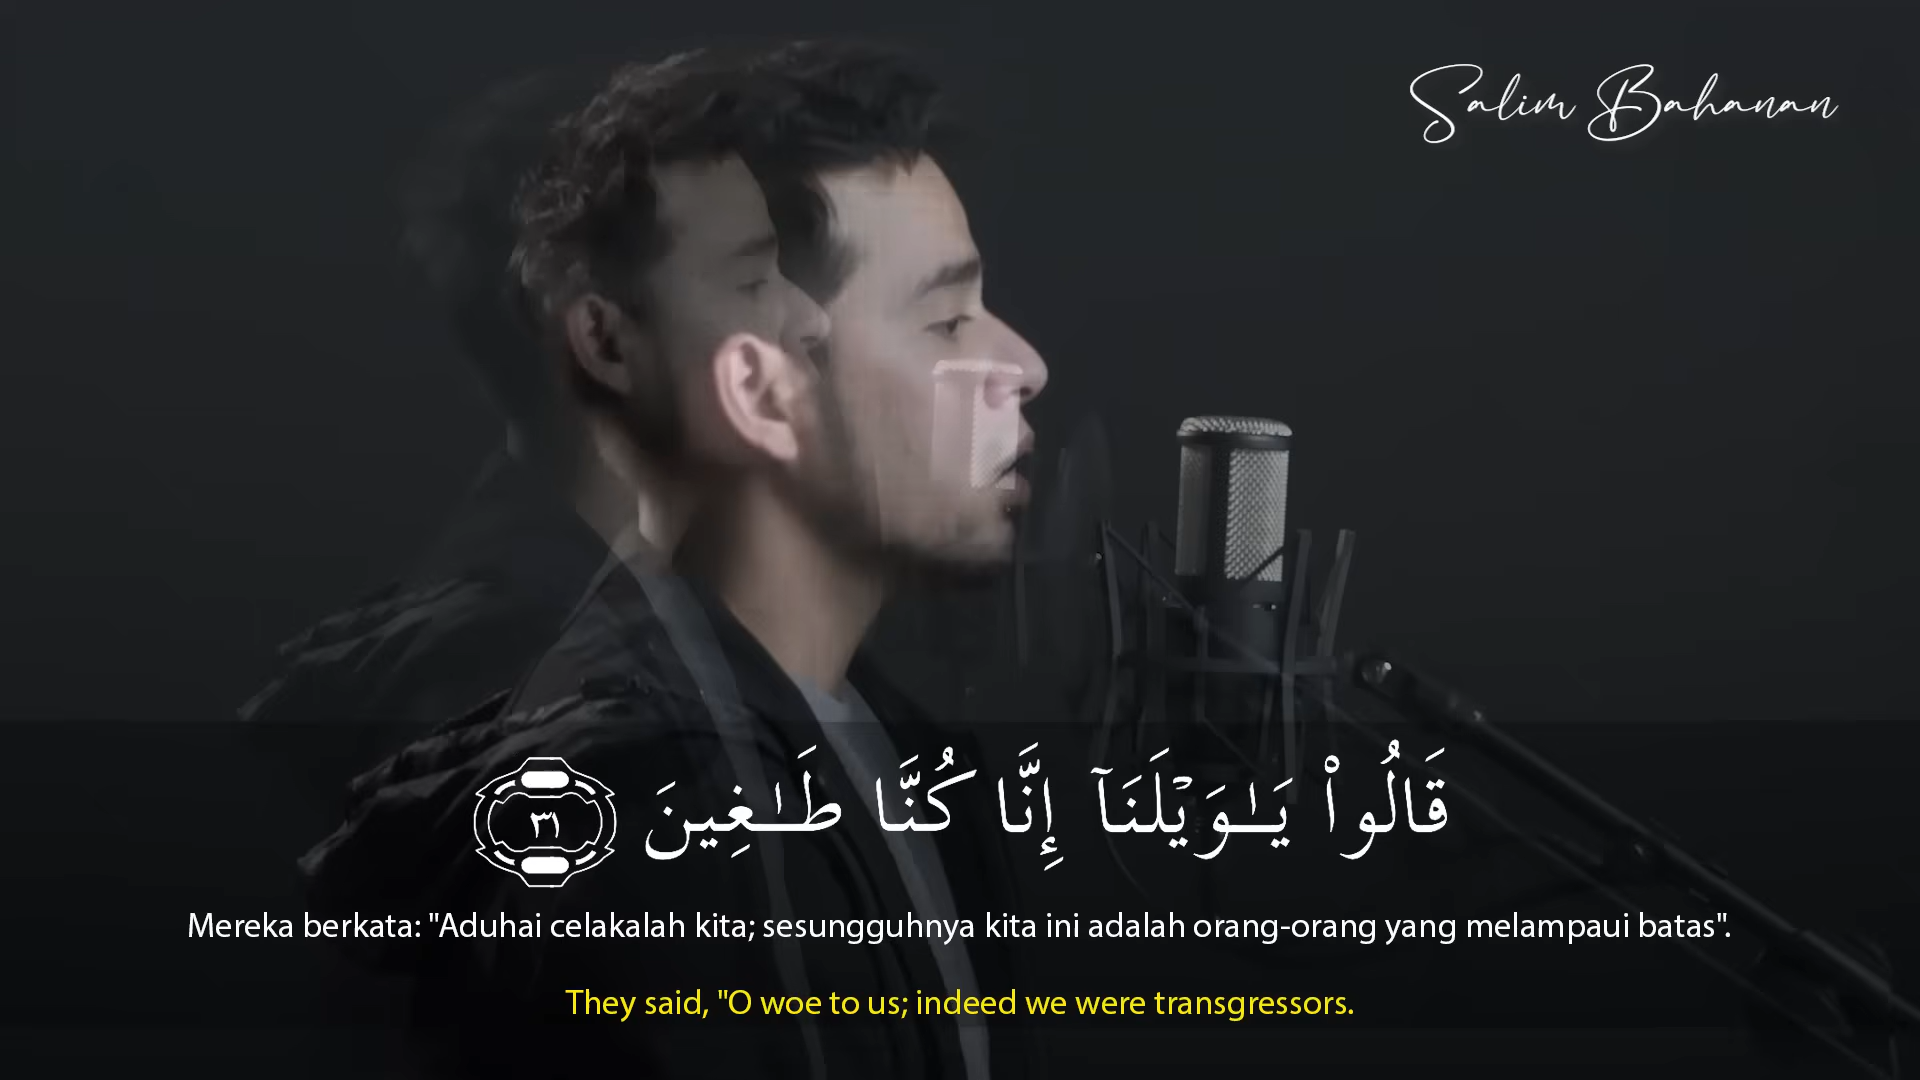 Salim Bahanan
قَالُوا۟ يَـٰوَيْلَنَآ إِنَّا كُنَّا طَـٰغِينَ ٣١
Mereka berkata: "Aduhai celakalah kita; sesungguhnya kita ini adalah orang-orang yang melampaui batas".
They said, "O woe to us; indeed we were transgressors.